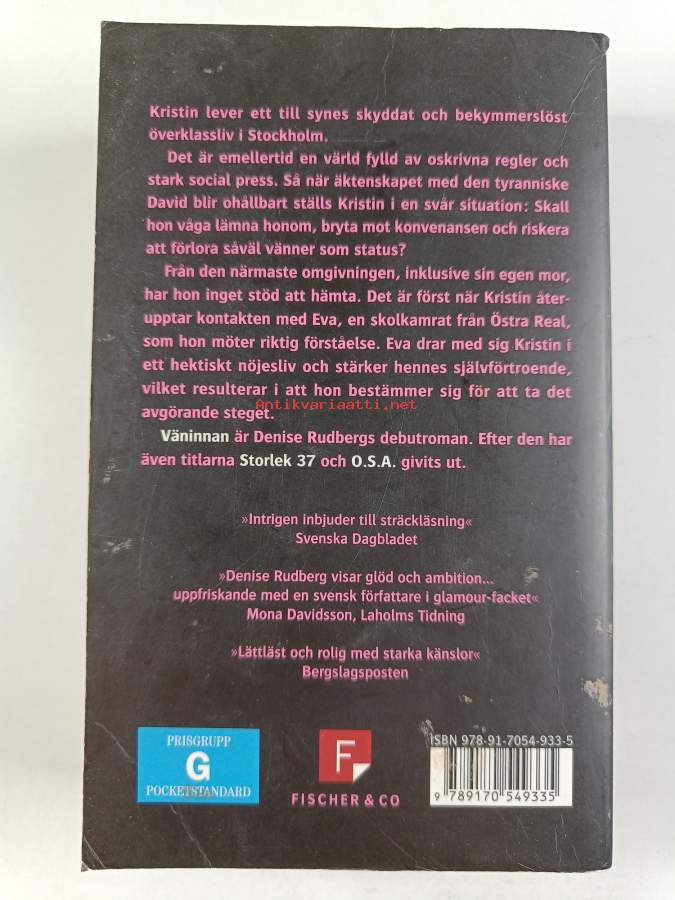 Kristin lever ett till synes skyddat och bekymmerslöst
överklassliv i Stockholm.
Det är emellertid en värld fylld av oskrivna regler och
stark social press. Så när äktenskapet med den tyranniske
David blir ohållbart ställs Kristin i en svår situation: Skall
hon våga lämna honom, bryta mot konvenansen och riskera
att förlora såväl vänner som status?
Från den närmaste omgivningen, inklusive sin egen mor,
har hon inget stöd att hämta. Det är först när Kristin åter-
upptar kontakten med Eva, en skolkamrat från Östra Real,
som hon möter riktig förståelse. Eva drar med sig Kristin i
ett hektiskt nöjesliv och stärker hennes självförtroende,
vilket resulterar i att hon bestämmer sig för att ta det
avgörande steget.
Antikvariaatti.net
Väninnan är Denise Rudbergs debutroman. Efter den har
även titlarna Storlek 37 och O.S.A. givits ut.
»Intrigen inbjuder till sträckläsning«
Svenska Dagbladet
»Denise Rudberg visar glöd och ambition...
uppfriskande med en svensk författare i glamour-facket«
Mona Davidsson, Laholms Tidning
»Lättläst och rolig med starka känslor«
Bergslagsposten
PRISGRUPP
G
POCKETSTANDARD
F
FISCHER & CO
ISBN 978-91-7054-933-5
9 789170 549335